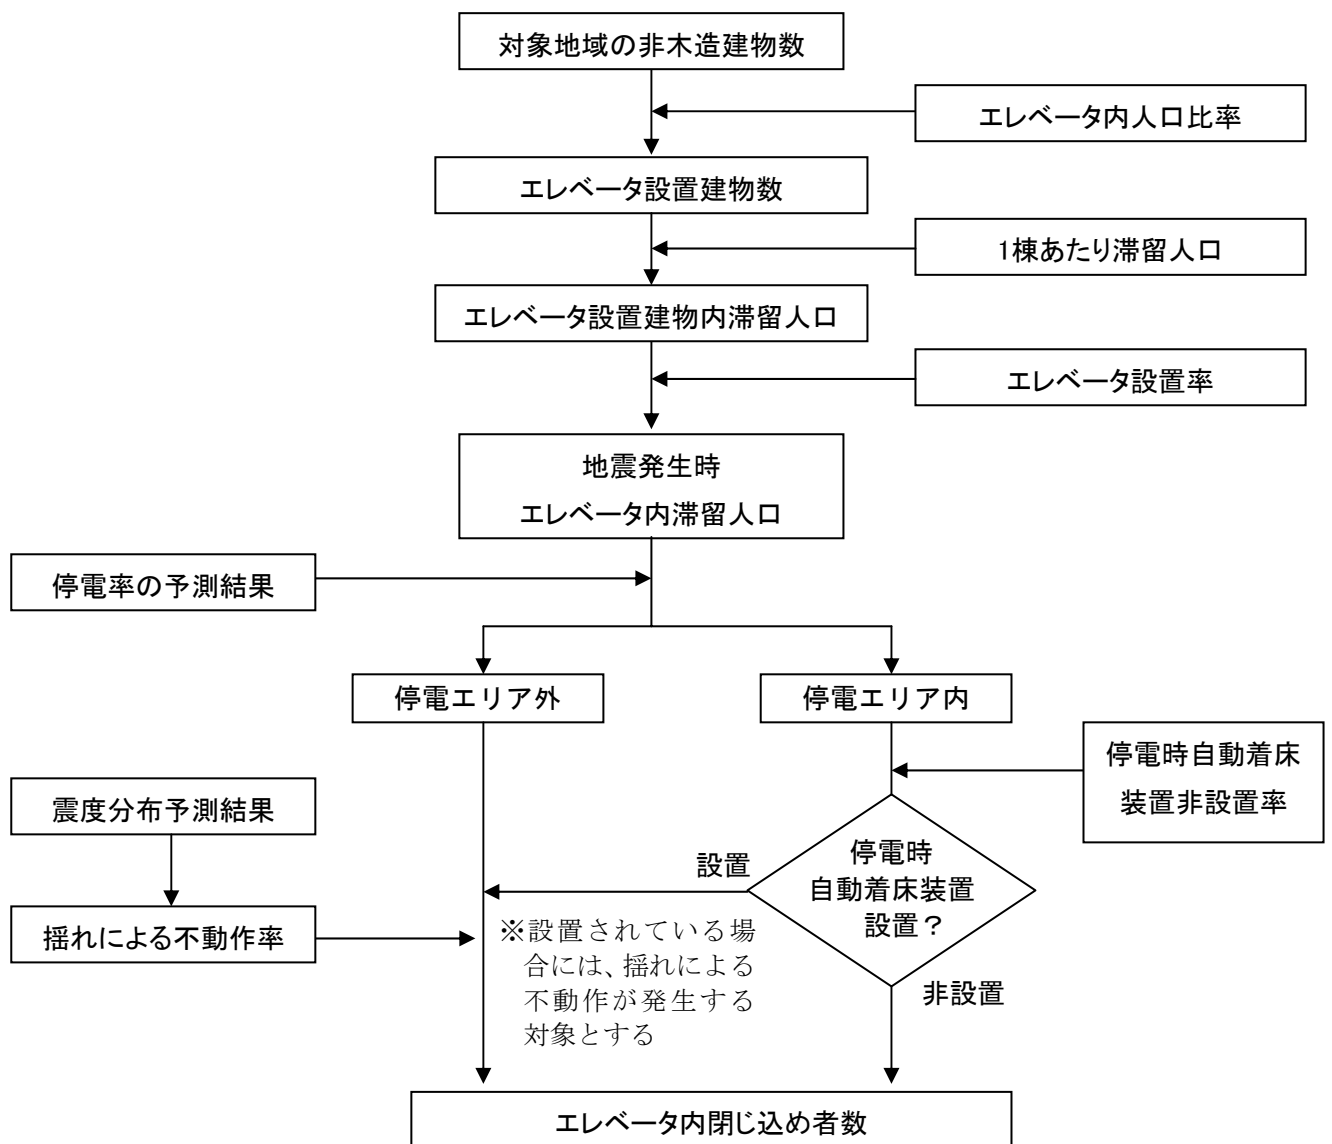 対象地域の非木造建物数
エレベータ内人口比率
エレベータ設置建物数
1棟あたり滞留人口
エレベータ設置建物内滞留人口
エレベータ設置率
地震発生時
エレベータ内滞留人口
停電率の予測結果
停電エリア外
停電エリア内
停電時自動着床
装置非設置率
震度分布予測結果
停電時
自動着床装置
設置？
設置
揺れによる不動作率
※設置されている場
合には、揺れによる
不動作が発生する
対象とする
非設置
エレベータ内閉じ込め者数